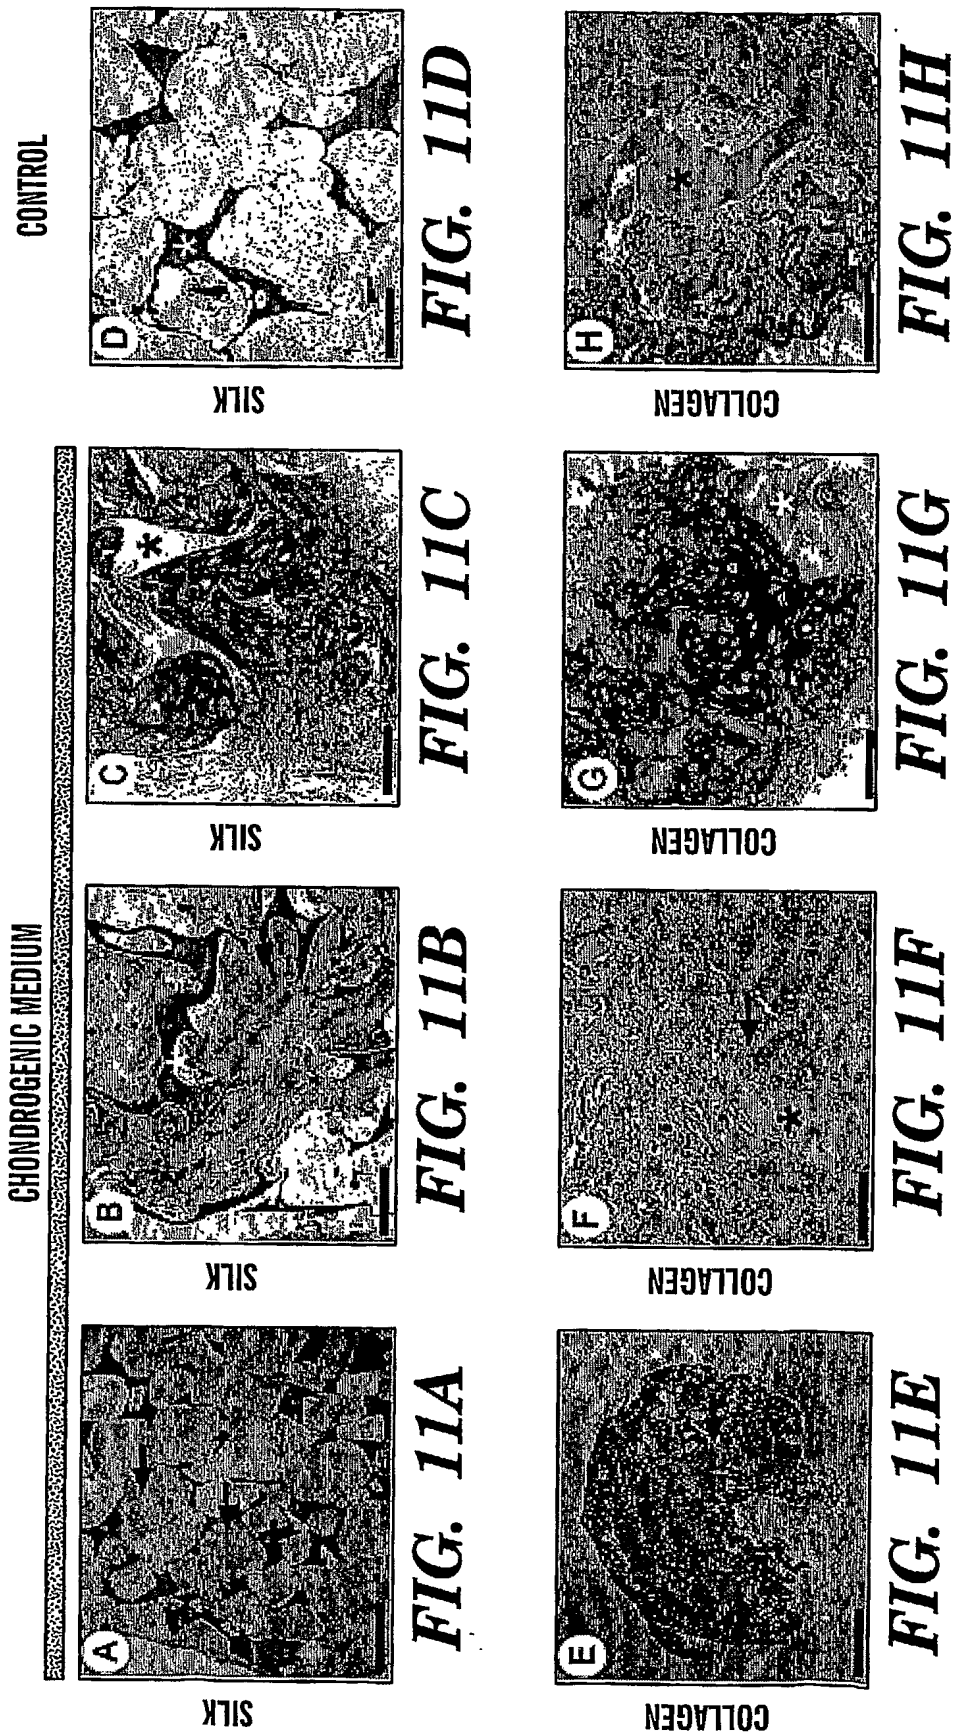 CHONDROGENIC MEDIUM
CONTROL
SILK
A
FIG. 11A
SILK
B
FIG. 11B
SILK
C
*
FIG. 11C
SILK
D
*
FIG. 11D
COLLAGEN
E
FIG. 11E
COLLAGEN
F
*
FIG. 11F
COLLAGEN
G
*
FIG. 11G
COLLAGEN
H
*
FIG. 11H